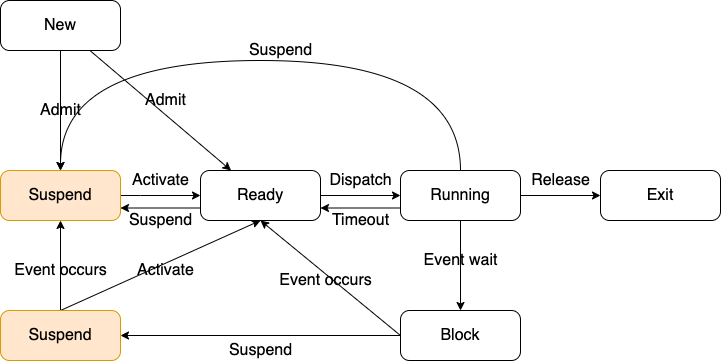 New
Suspend
Admit
Admit
Suspend
Activate
Suspend
Ready
Dispatch
Timeout
Running
Release
Exit
Event occurs
Activate
Event occurs
Event wait
Suspend
Suspend
Block